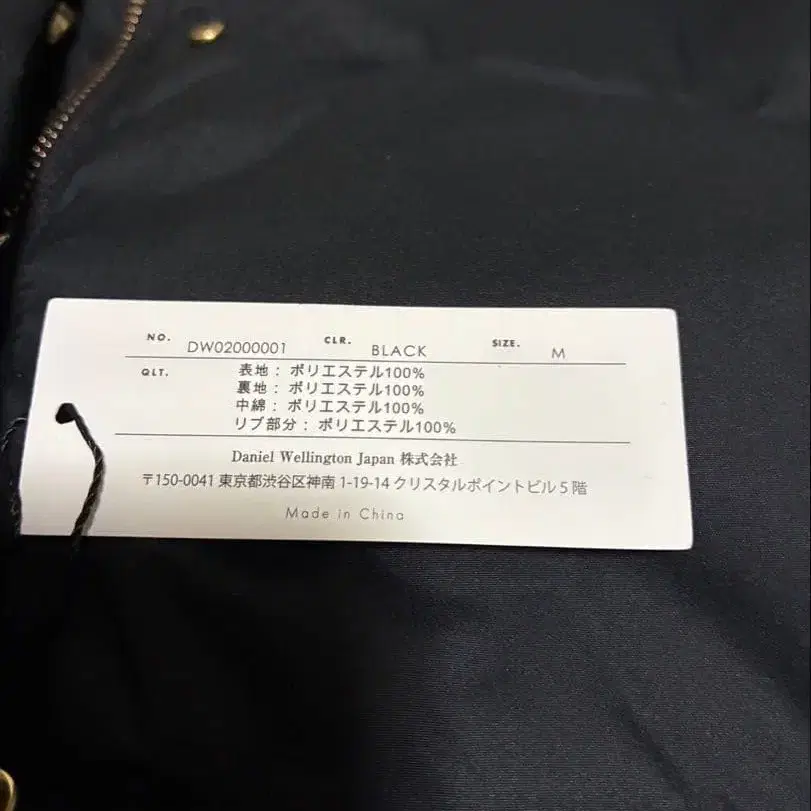 NO. DW02000001 CLR. BLACK SIZE. M
QLT. 表地：ポリエステル100%
裏地：ポリエステル100%
中綿：ポリエステル100%
リブ部分：ポリエステル100%
Daniel Wellington Japan 株式会社
〒150-0041 東京都渋谷区神南 1-19-14 クリスタルポイントビル 5 階
Made in China